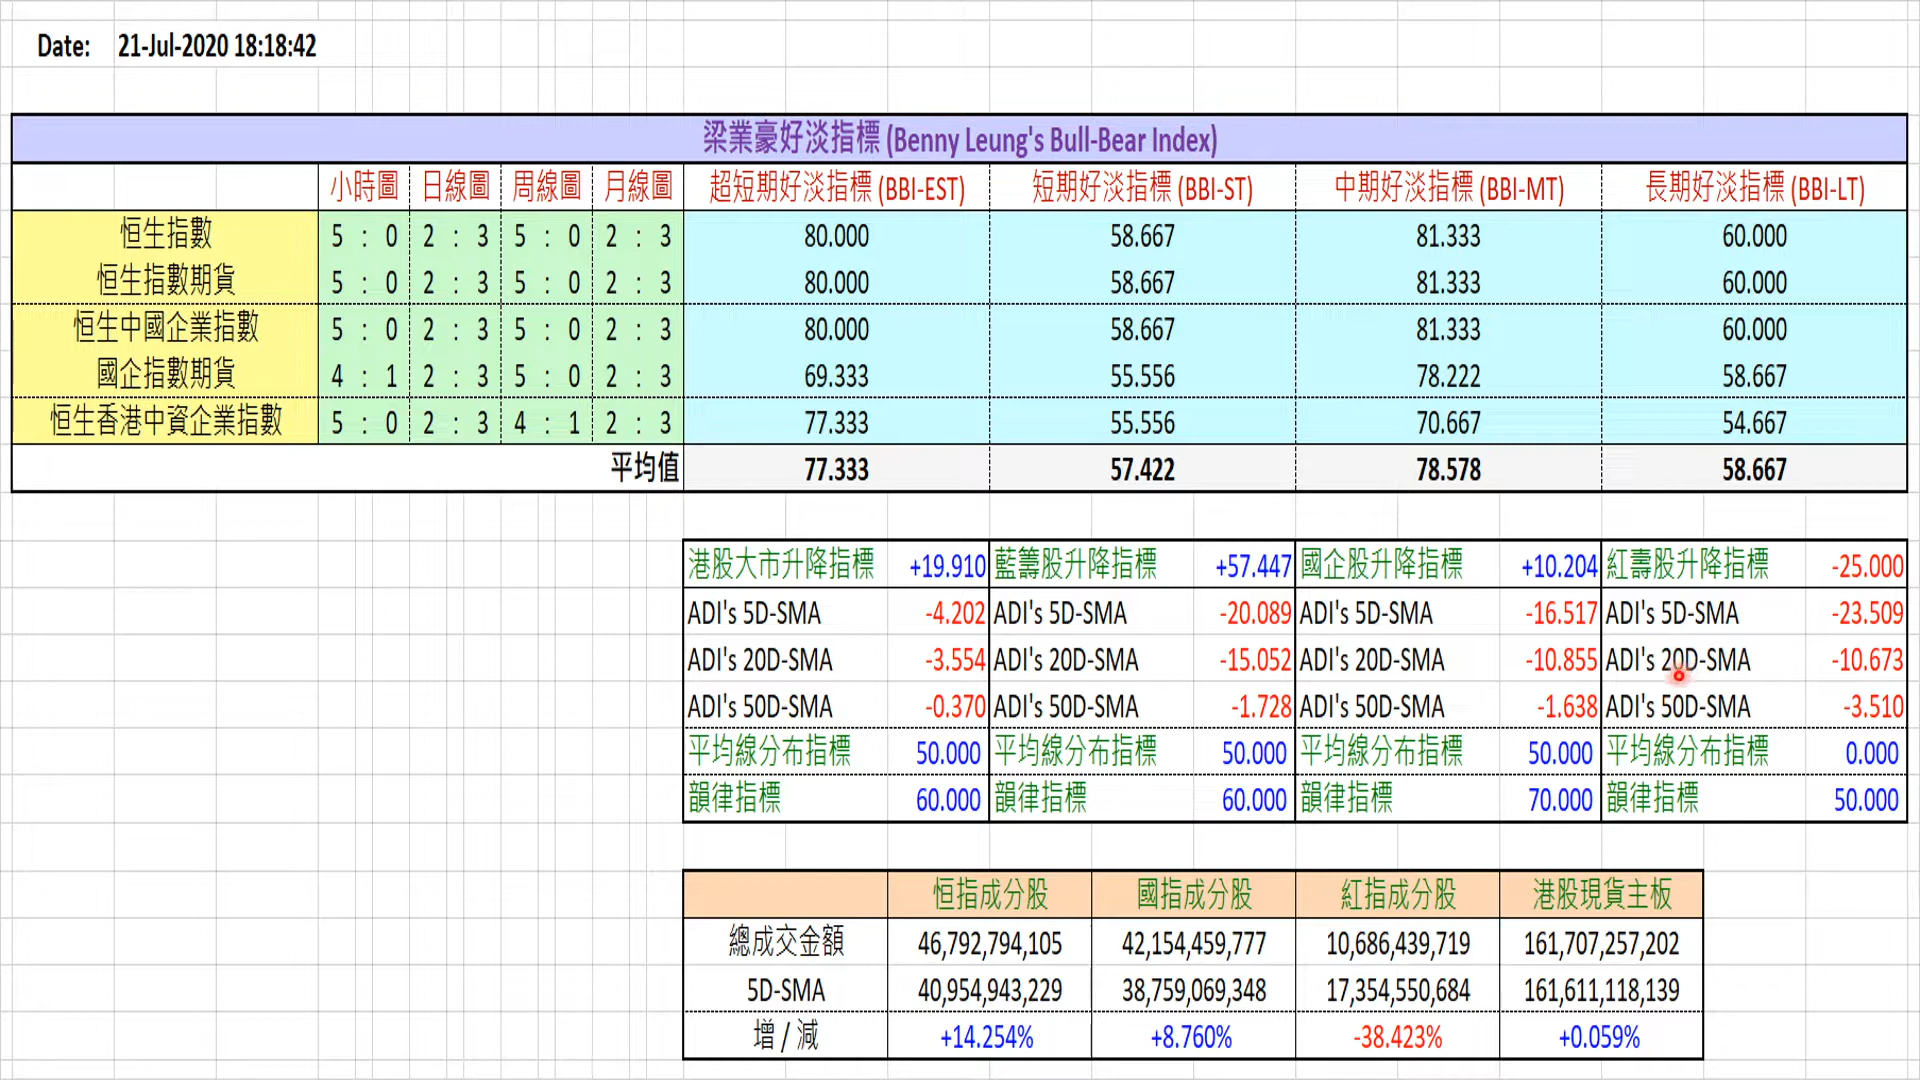 Date: 21-Jul-2020 18:18:42
梁業豪好淡指標 (Benny Leung's Bull-Bear Index)
小時圖 日線圖 周線圖 月線圖 超短期好淡指標 (BBI-EST) 短期好淡指標 (BBI-ST) 中期好淡指標 (BBI-MT) 長期好淡指標 (BBI-LT)
恒生指數 5 : 0 2 : 3 5 : 0 2 : 3 80.000 58.667 81.333 60.000
恒生指數期貨 5 : 0 2 : 3 5 : 0 2 : 3 80.000 58.667 81.333 60.000
恒生中國企業指數 5 : 0 2 : 3 5 : 0 2 : 3 80.000 58.667 81.333 60.000
國企指數期貨 4 : 1 2 : 3 5 : 0 2 : 3 69.333 55.556 78.222 58.667
恒生香港中資企業指數 5 : 0 2 : 3 4 : 1 2 : 3 77.333 55.556 70.667 54.667
平均值 77.333 57.422 78.578 58.667
港股大市升降指標 +19.910 藍籌股升降指標 +57.447 國企股升降指標 +10.204 紅壽股升降指標 -25.000
ADI's 5D-SMA -4.202 ADI's 5D-SMA -20.089 ADI's 5D-SMA -16.517 ADI's 5D-SMA -23.509
ADI's 20D-SMA -3.554 ADI's 20D-SMA -15.052 ADI's 20D-SMA -10.855 ADI's 20D-SMA -10.673
ADI's 50D-SMA -0.370 ADI's 50D-SMA -1.728 ADI's 50D-SMA -1.638 ADI's 50D-SMA -3.510
平均線分布指標 50.000 平均線分布指標 50.000 平均線分布指標 50.000 平均線分布指標 0.000
韻律指標 60.000 韻律指標 60.000 韻律指標 70.000 韻律指標 50.000
恒指成分股 國指成分股 紅指成分股 港股現貨主板
總成交金額 46,792,794,105 42,154,459,777 10,686,439,719 161,707,257,202
5D-SMA 40,954,943,229 38,759,069,348 17,354,550,684 161,611,118,139
增 / 減 +14.254% +8.760% -38.423% +0.059%